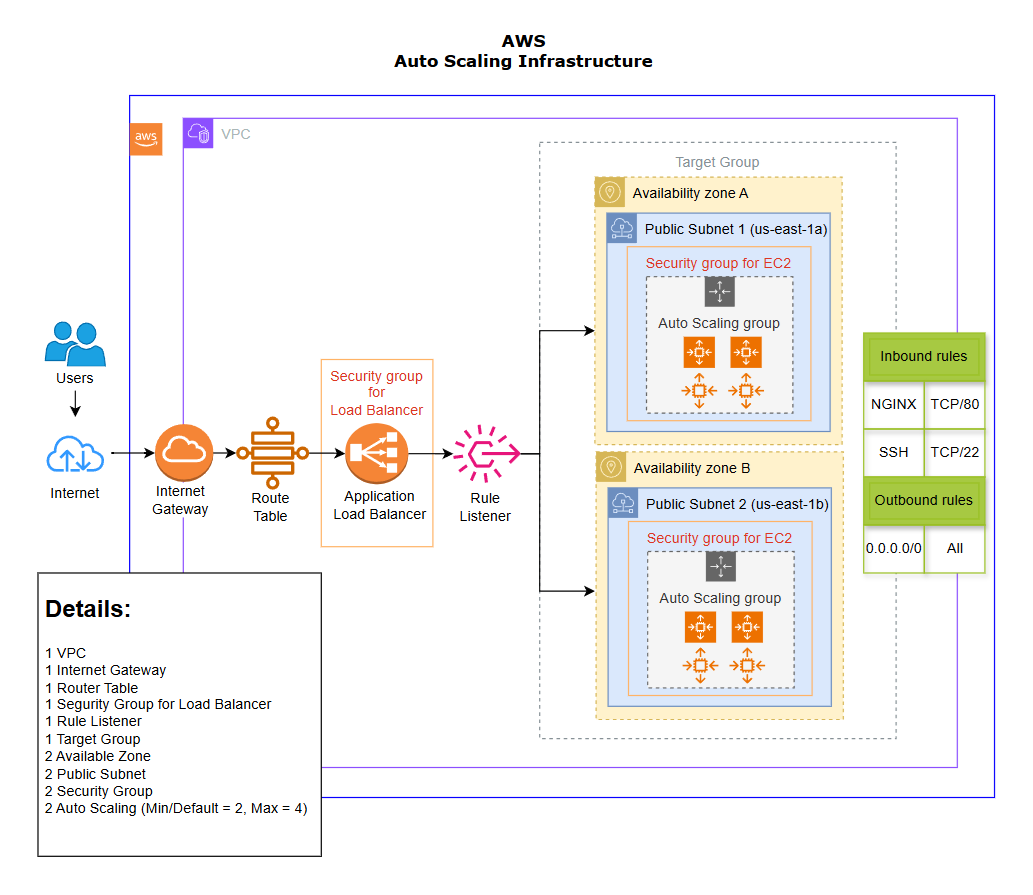 AWS
Auto Scaling Infrastructure
aws
VPC
Target Group
Availability zone A
Public Subnet 1 (us-east-1a)
Security group for EC2
Auto Scaling group
Users
Internet
Internet
Gateway
Route
Table
Security group
for
Load Balancer
Application
Load Balancer
Rule
Listener
Availability zone B
Public Subnet 2 (us-east-1b)
Security group for EC2
Auto Scaling group
Inbound rules
NGINX TCP/80
SSH TCP/22
Outbound rules
0.0.0.0/0 All
Details:
1 VPC
1 Internet Gateway
1 Router Table
1 Segurity Group for Load Balancer
1 Rule Listener
1 Target Group
2 Available Zone
2 Public Subnet
2 Security Group
2 Auto Scaling (Min/Default = 2, Max = 4)